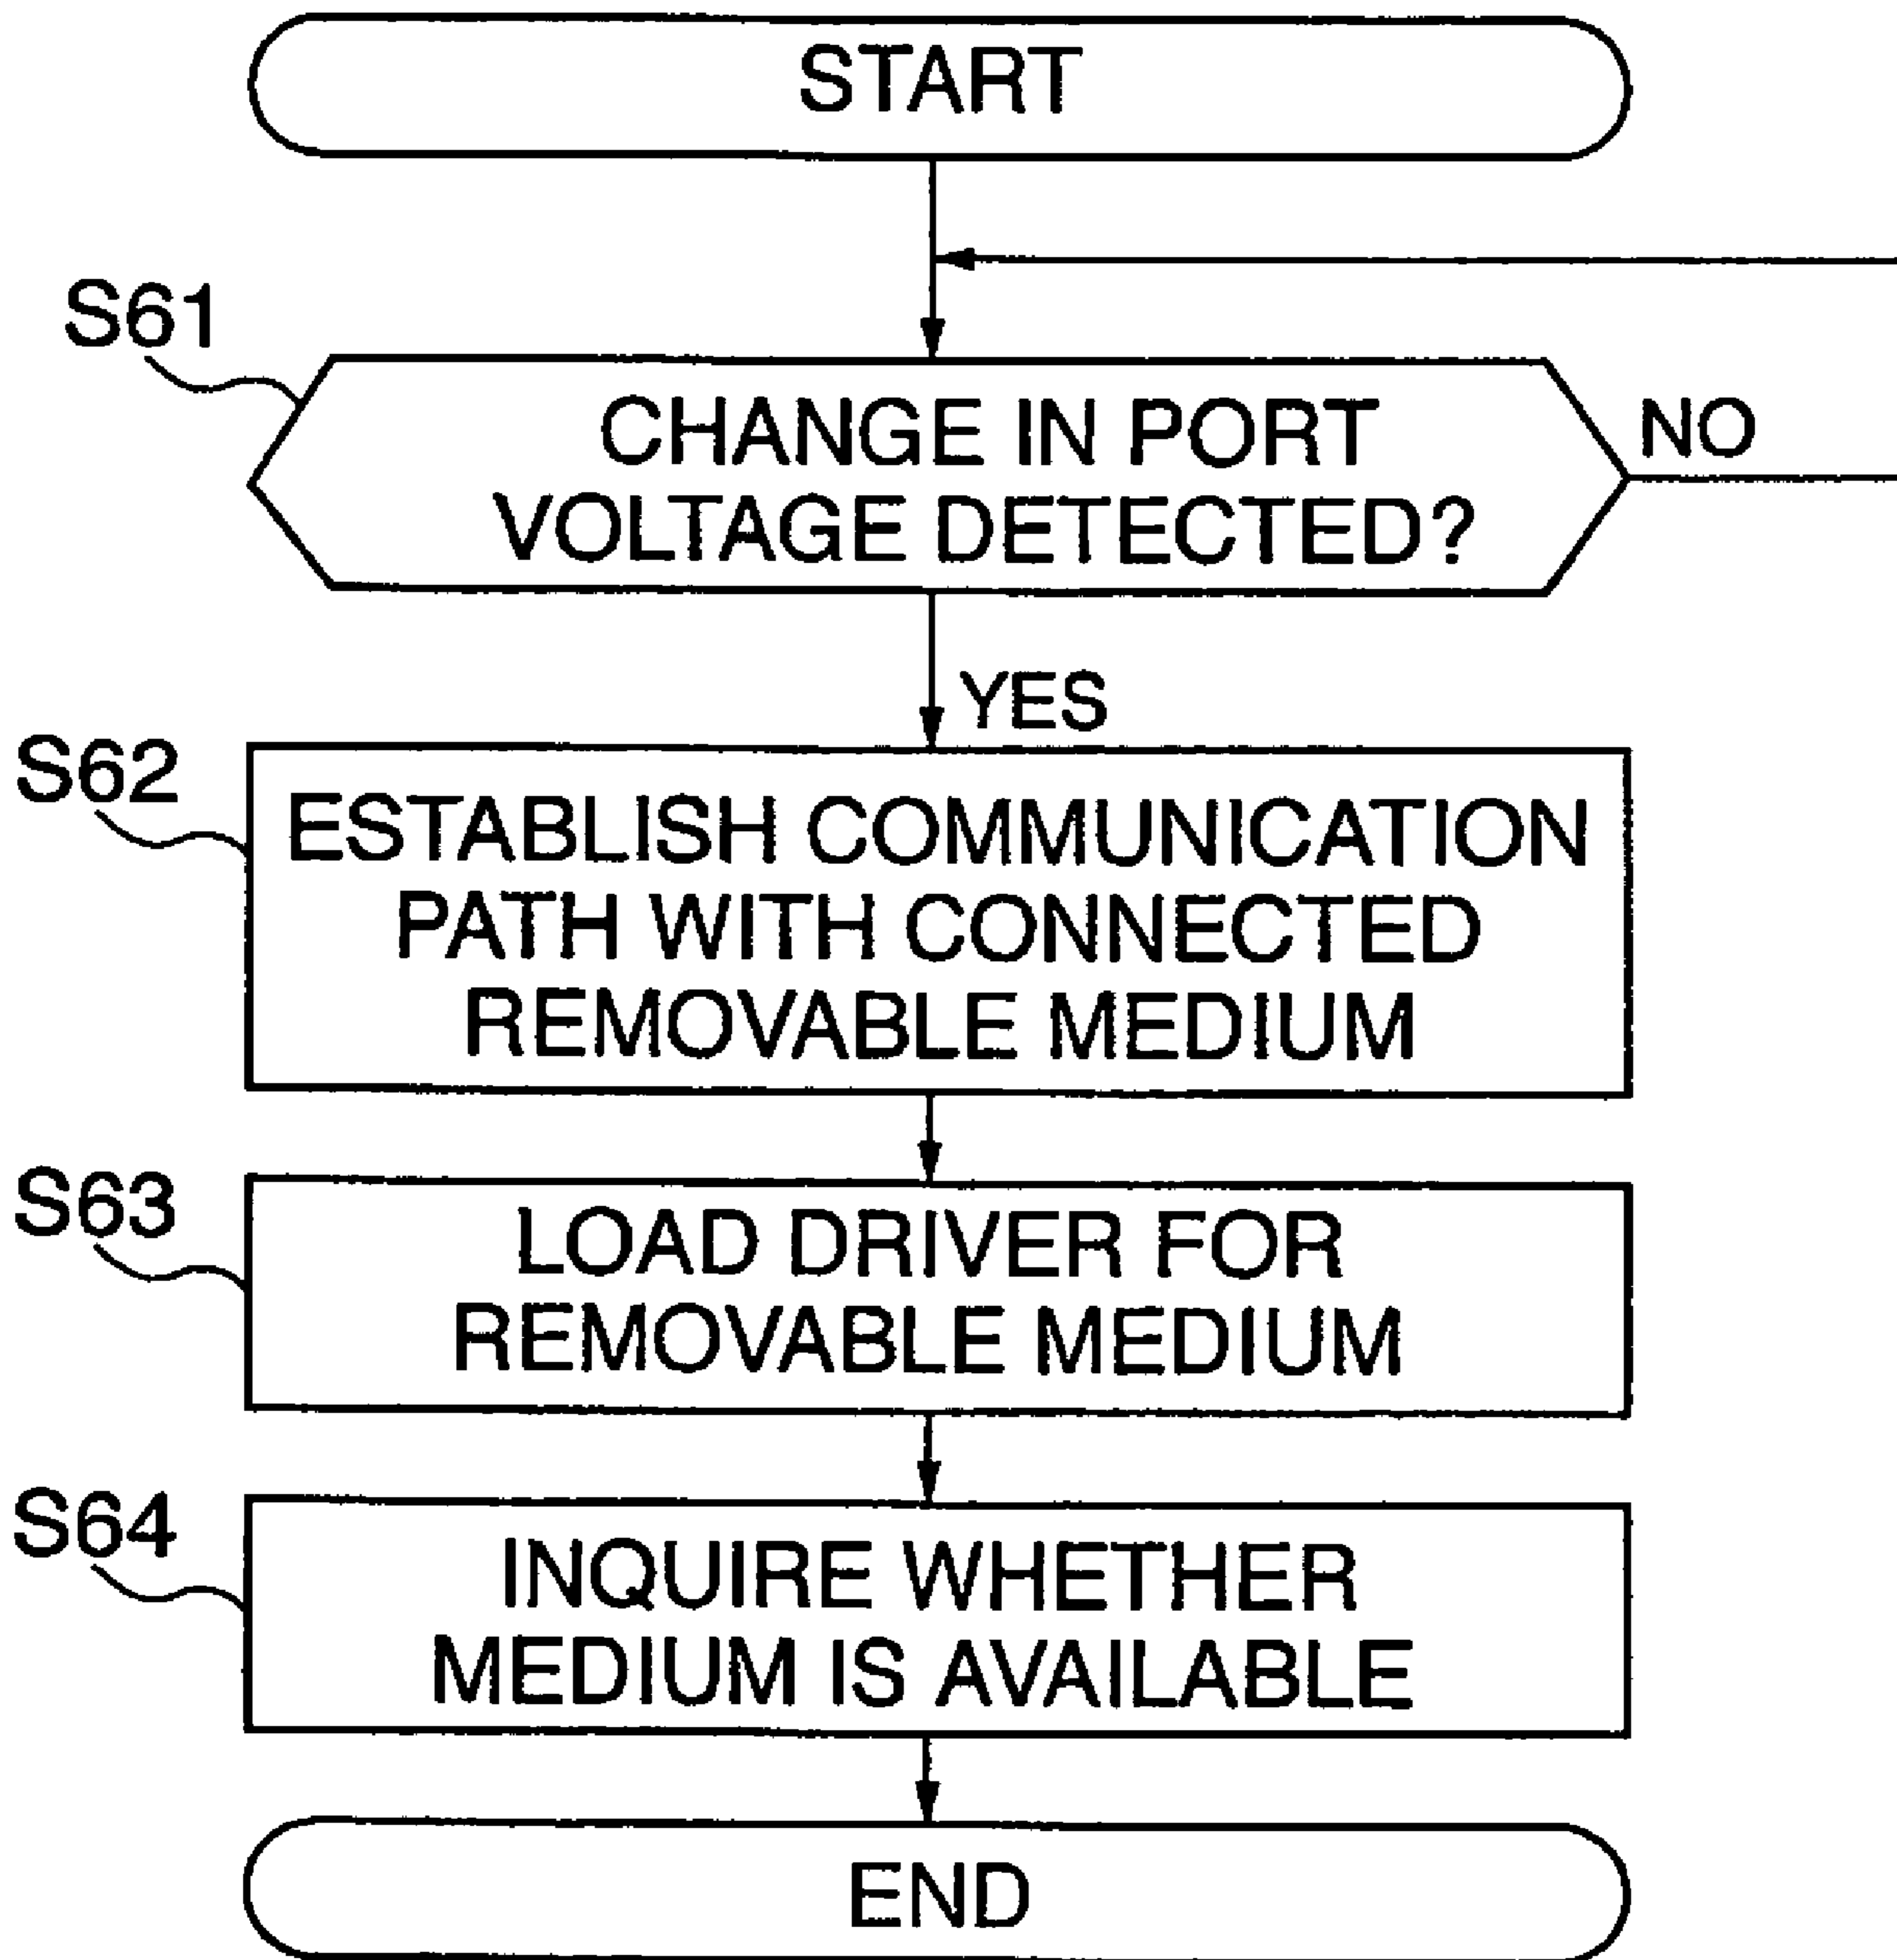 START
S61
CHANGE IN PORT
VOLTAGE DETECTED?
NO
YES
S62
ESTABLISH COMMUNICATION
PATH WITH CONNECTED
REMOVABLE MEDIUM
S63
LOAD DRIVER FOR
REMOVABLE MEDIUM
S64
INQUIRE WHETHER
MEDIUM IS AVAILABLE
END